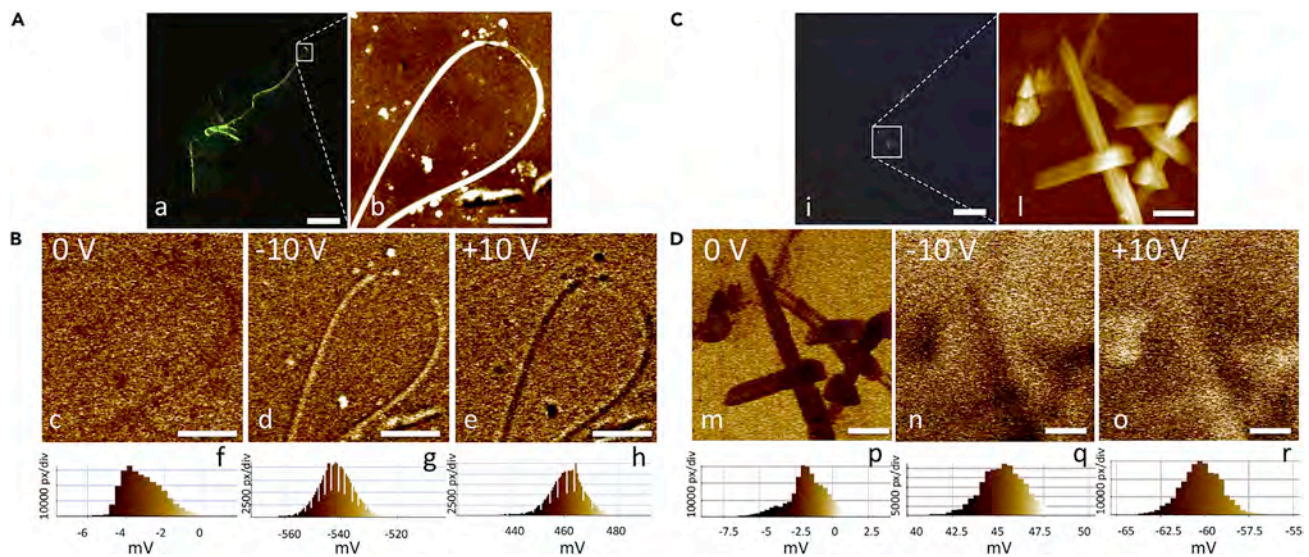 A
C
a
b
i
l
B
D
0 V
-10 V
+10 V
0 V
-10 V
+10 V
c
d
e
m
n
o
f
g
h
p
q
r
10000 px/div
2500 px/div
2500 px/div
10000 px/div
5000 px/div
10000 px/div
-6 -4 -2 0
-560 -540 -520
440 460 480
-7.5 -5 -2.5 0 2.5
40 42.5 45 47.5 50
-65 -62.5 -60 -57.5 -55
mV
mV
mV
mV
mV
mV